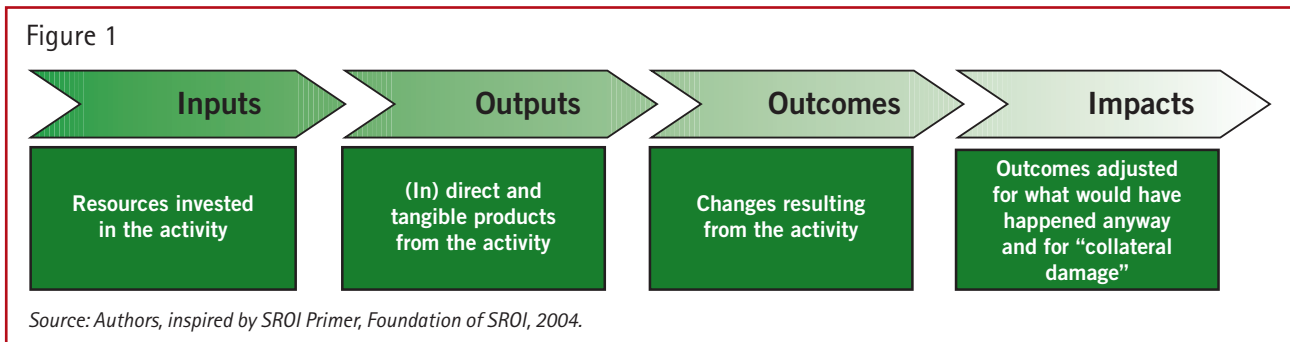 Figure 1
Inputs
Outputs
Outcomes
Impacts
Resources invested
in the activity
(In) direct and
tangible products
from the activity
Changes resulting
from the activity
Outcomes adjusted
for what would have
happened anyway
and for “collateral
damage”
Source: Authors, inspired by SROI Primer, Foundation of SROI, 2004.